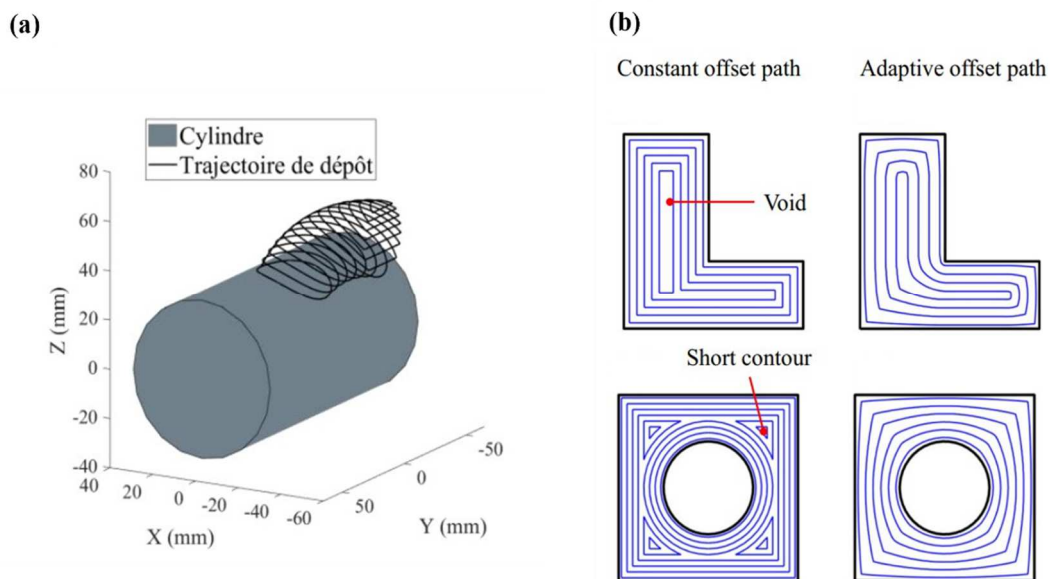 (a)
Cylindre
Trajectoire de dépôt
80
60
40
20
0
-20
-40
Z (mm)
40
20
0
-20
-40
-60
X (mm)
50
0
-50
Y (mm)
(b)
Constant offset path
Adaptive offset path
Void
Short contour